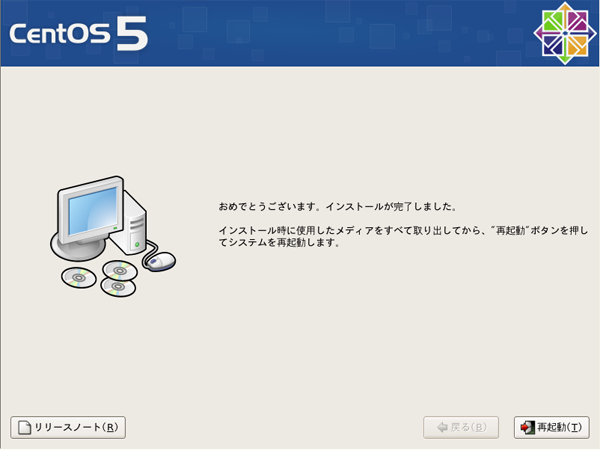 CentOS 5
おめでとうございます。インストールが完了しました。
インストール時に使用したメディアをすべて取り出してから、"再起動"ボタンを押し
てシステムを再起動します。
リリースノート(R)
戻る(B)
再起動(T)